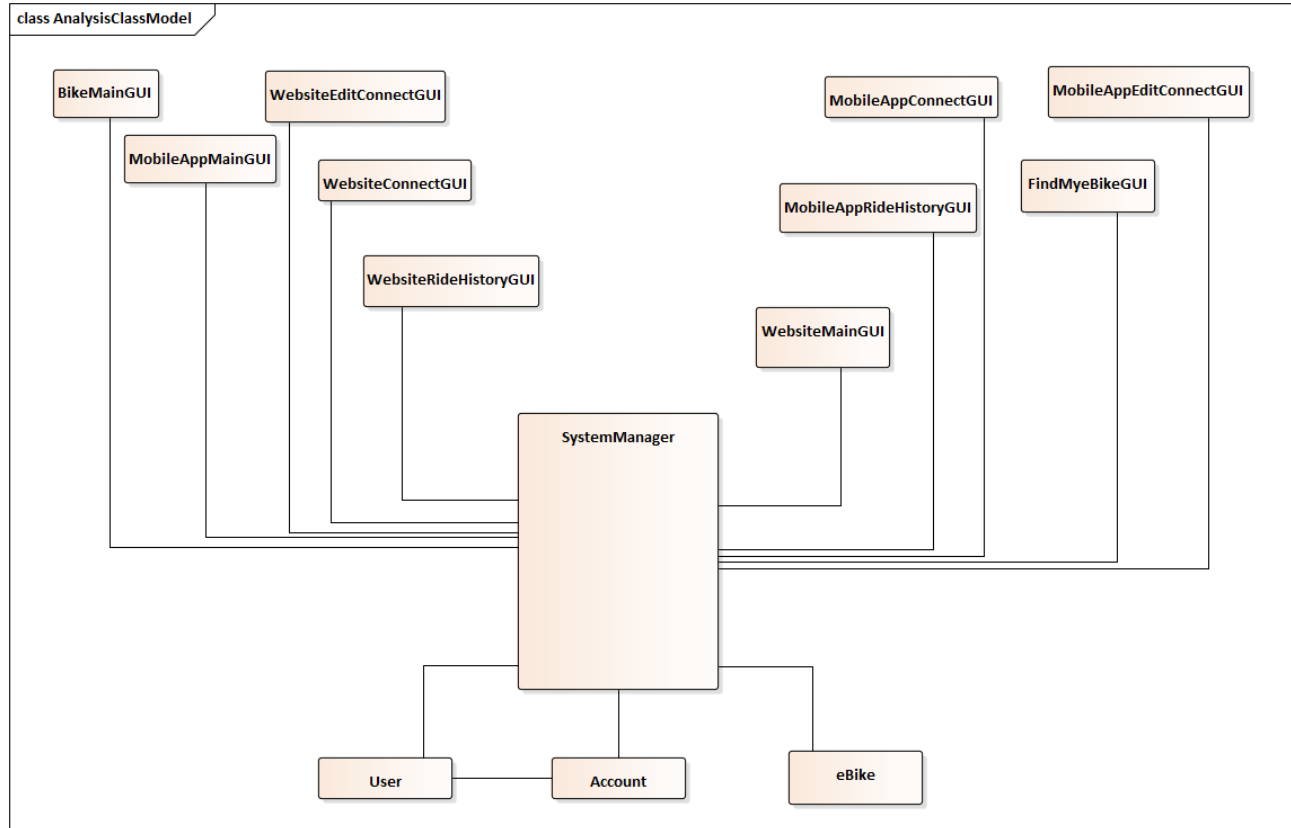 class AnalysisClassModel
BikeMainGUI
WebsiteEditConnectGUI
MobileAppConnectGUI
MobileAppEditConnectGUI
MobileAppMainGUI
WebsiteConnectGUI
MobileAppRideHistoryGUI
FindMyeBikeGUI
WebsiteRideHistoryGUI
WebsiteMainGUI
SystemManager
User
Account
eBike